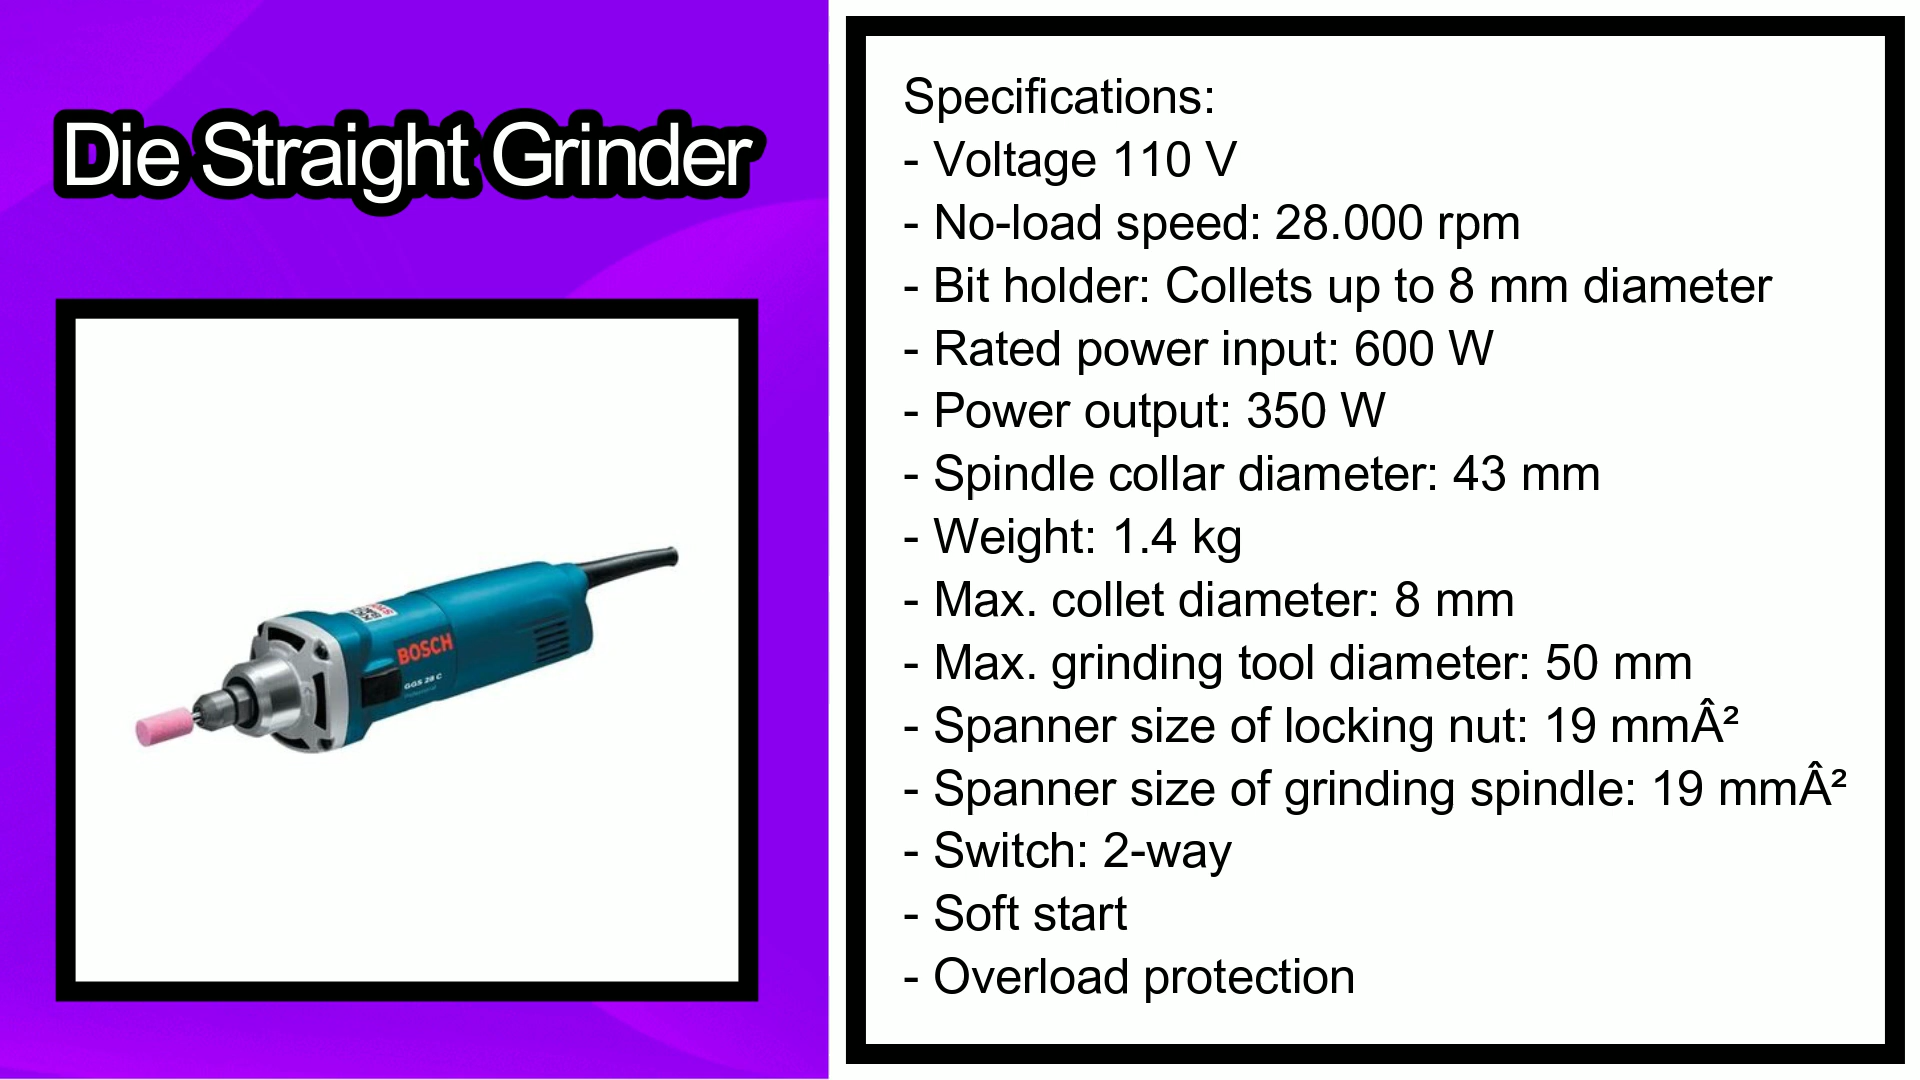 Die Straight Grinder
BOSCH
GGS 28 C
Professional
Specifications:
- Voltage 110 V
- No-load speed: 28.000 rpm
- Bit holder: Collets up to 8 mm diameter
- Rated power input: 600 W
- Power output: 350 W
- Spindle collar diameter: 43 mm
- Weight: 1.4 kg
- Max. collet diameter: 8 mm
- Max. grinding tool diameter: 50 mm
- Spanner size of locking nut: 19 mmÂ²
- Spanner size of grinding spindle: 19 mmÂ²
- Switch: 2-way
- Soft start
- Overload protection